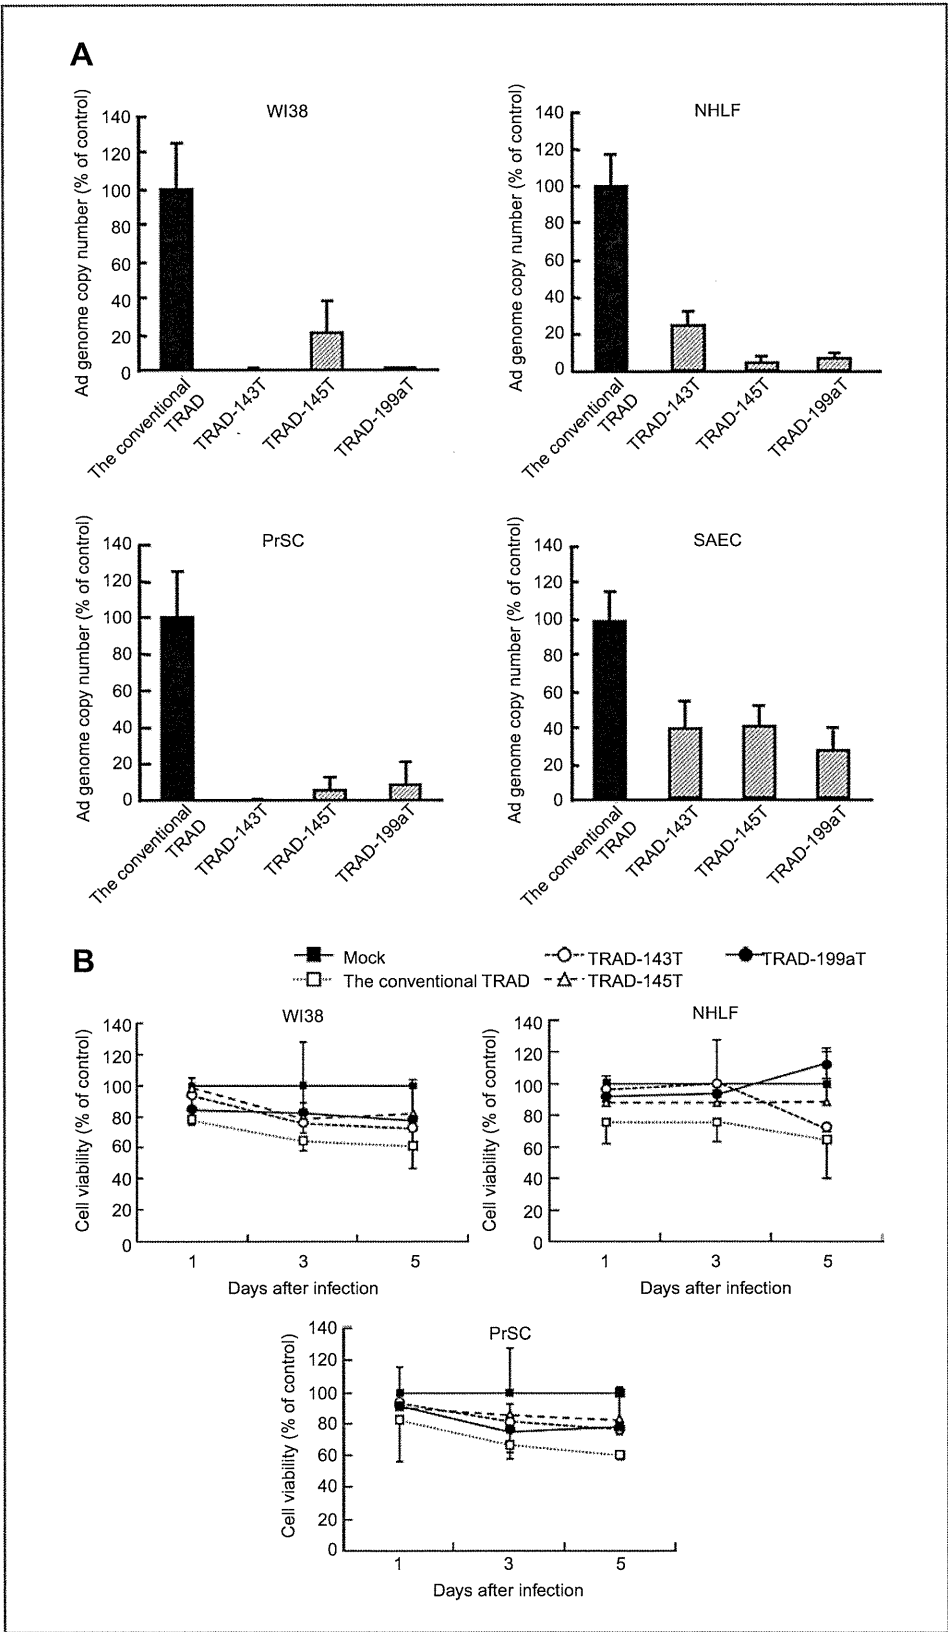 A
WI38
Ad genome copy number (% of control)
140
120
100
80
60
40
20
0
The conventional
TRAD
TRAD-143T
TRAD-145T
TRAD-199aT
NHLF
Ad genome copy number (% of control)
140
120
100
80
60
40
20
0
The conventional
TRAD
TRAD-143T
TRAD-145T
TRAD-199aT
PrSC
Ad genome copy number (% of control)
140
120
100
80
60
40
20
0
The conventional
TRAD
TRAD-143T
TRAD-145T
TRAD-199aT
SAEC
Ad genome copy number (% of control)
140
120
100
80
60
40
20
0
The conventional
TRAD
TRAD-143T
TRAD-145T
TRAD-199aT
B
Mock
TRAD-143T
TRAD-199aT
The conventional TRAD
TRAD-145T
WI38
Cell viability (% of control)
140
120
100
80
60
40
20
0
1 3 5
Days after infection
NHLF
Cell viability (% of control)
140
120
100
80
60
40
20
0
1 3 5
Days after infection
PrSC
Cell viability (% of control)
140
120
100
80
60
40
20
0
1 3 5
Days after infection